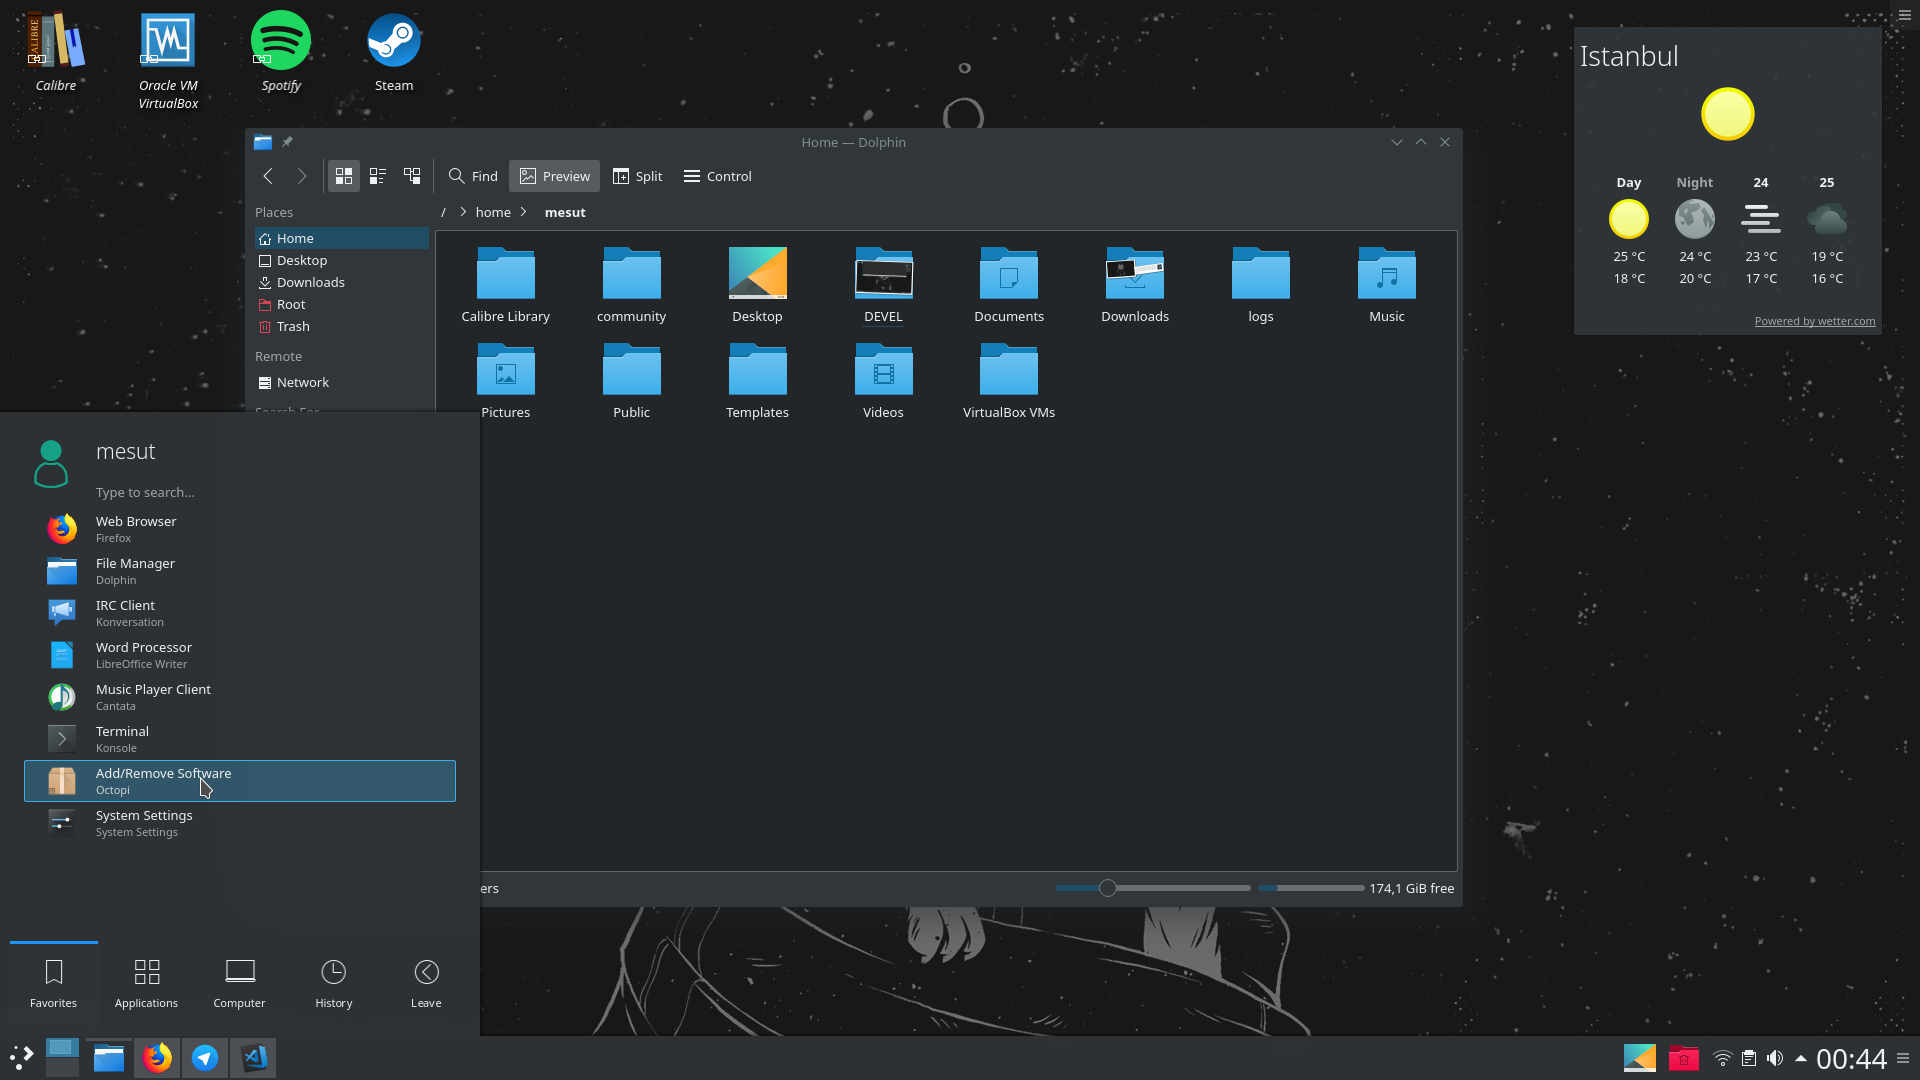 Calibre
Oracle VM
VirtualBox
Spotify
Steam
Istanbul
Day Night 24 25
25 °C 24 °C 23 °C 19 °C
18 °C 20 °C 17 °C 16 °C
Powered by wetter.com
Home — Dolphin
Find Preview Split Control
Places
/ home mesut
Home
Desktop
Downloads
Root
Trash
Remote
Network
Search For
Calibre Library community Desktop DEVEL Documents Downloads logs Music
Pictures Public Templates Videos VirtualBox VMs
ers
174,1 GiB free
mesut
Type to search...
Web Browser
Firefox
File Manager
Dolphin
IRC Client
Konversation
Word Processor
LibreOffice Writer
Music Player Client
Cantata
Terminal
Konsole
Add/Remove Software
Octopi
System Settings
System Settings
Favorites Applications Computer History Leave
00:44